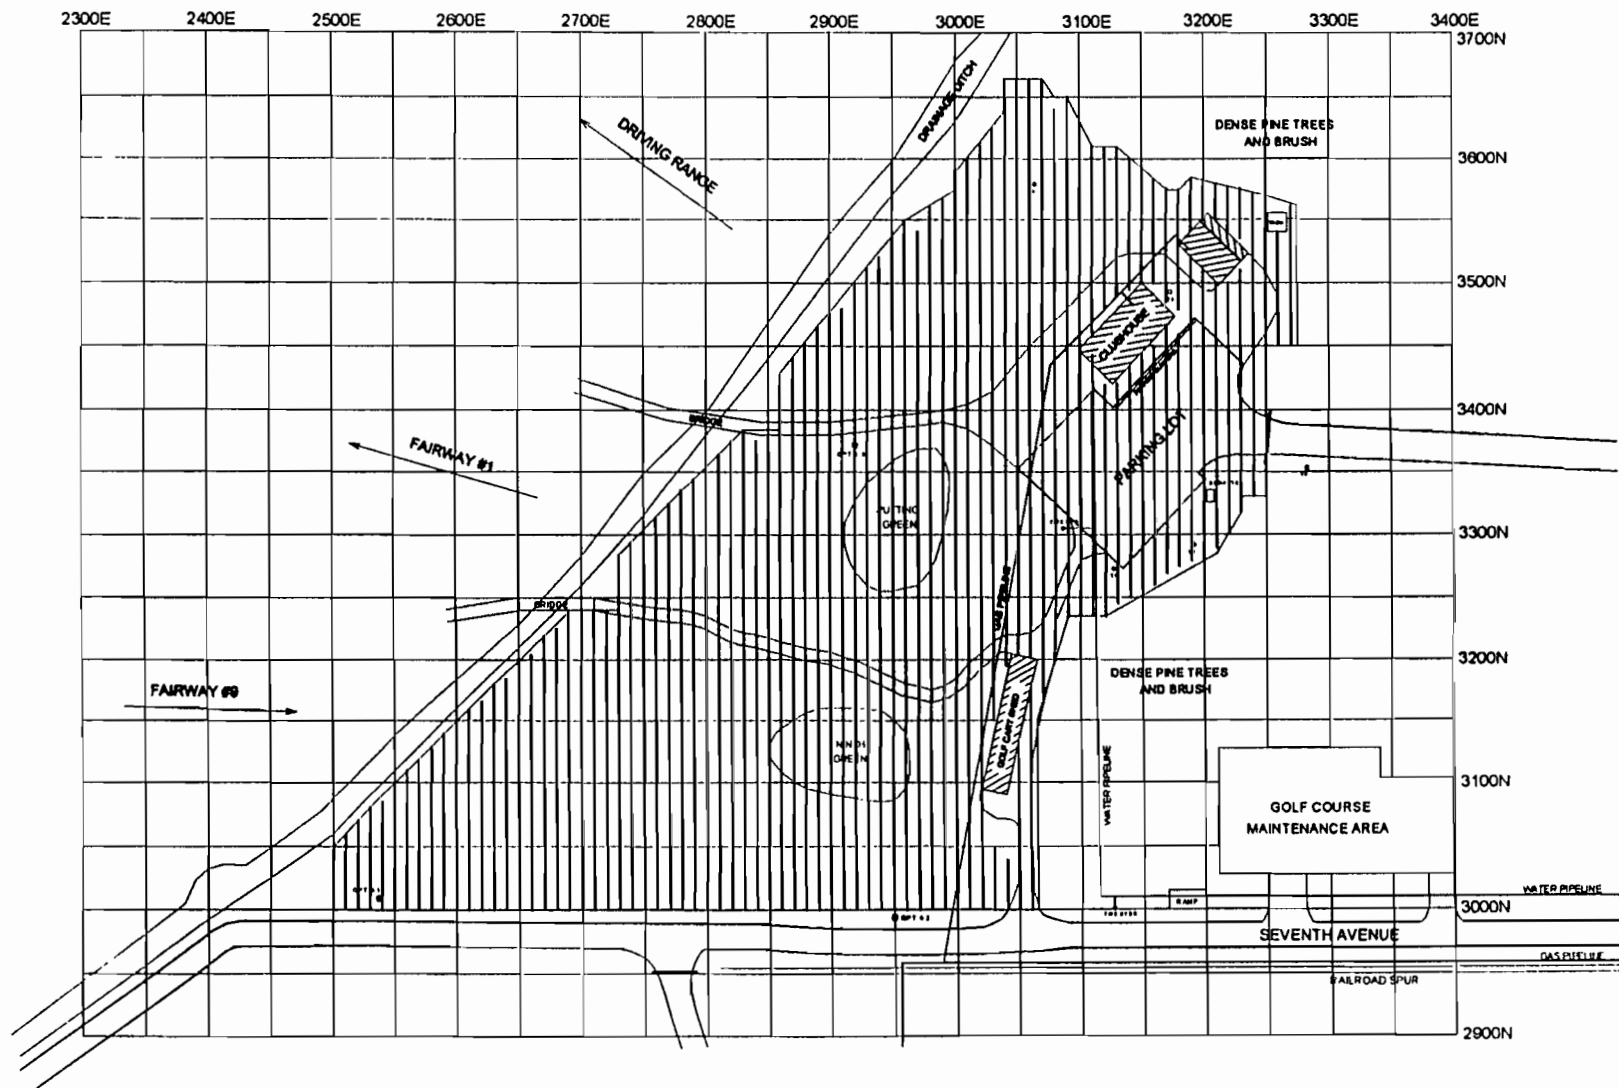 2300E 2400E 2500E 2600E 2700E 2800E 2900E 3000E 3100E 3200E 3300E 3400E
3700N
DRAINAGE DITCH
DRIVING RANGE
DENSE PINE TREES
AND BRUSH
3600N
3500N
CLUBHOUSE
3400N
BRIDGE
FAIRWAY #1
PARKING LOT
PUTTING
GREEN
3300N
GAS PIPELINE
BRIDGE
3200N
DENSE PINE TREES
AND BRUSH
FAIRWAY #9
GOLF CART SHED
GREEN
3100N
WATER PIPELINE
GOLF COURSE
MAINTENANCE AREA
WATER PIPELINE
RAMP
3000N
SEVENTH AVENUE
GAS PIPELINE
RAILROAD SPUR
2900N